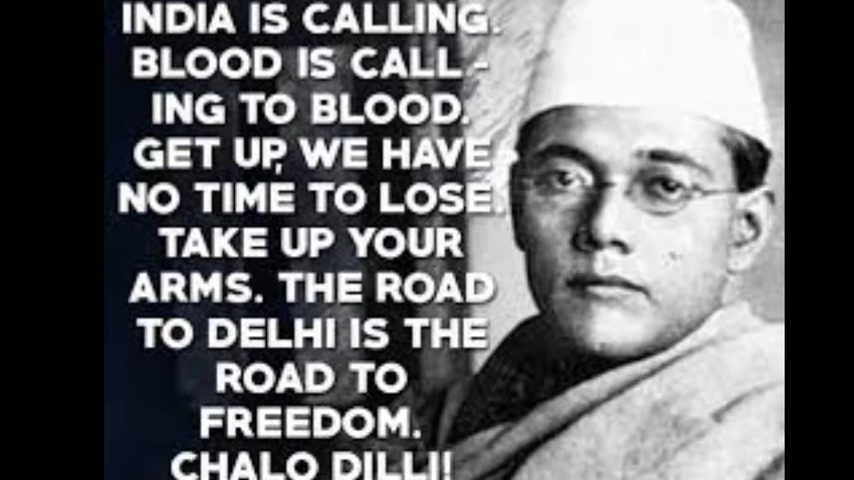 INDIA IS CALLING.
BLOOD IS CALL-
ING TO BLOOD.
GET UP, WE HAVE
NO TIME TO LOSE.
TAKE UP YOUR
ARMS. THE ROAD
TO DELHI IS THE
ROAD TO
FREEDOM.
CHALO DILLI!